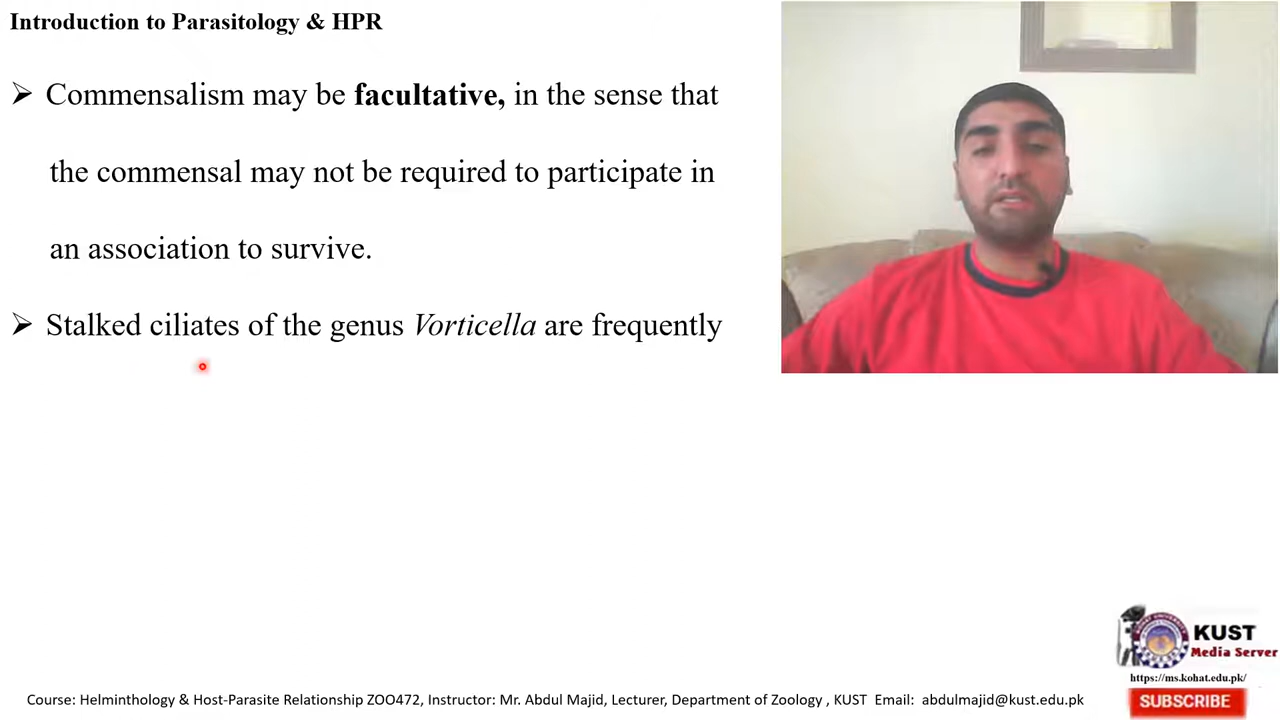 Introduction to Parasitology & HPR
➢ Commensalism may be facultative, in the sense that
the commensal may not be required to participate in
an association to survive.
➢ Stalked ciliates of the genus Vorticella are frequently
KUST
Media Server
https://ms.kohat.edu.pk/
SUBSCRIBE
Course: Helminthology & Host-Parasite Relationship ZOO472, Instructor: Mr. Abdul Majid, Lecturer, Department of Zoology , KUST Email: abdulmajid@kust.edu.pk